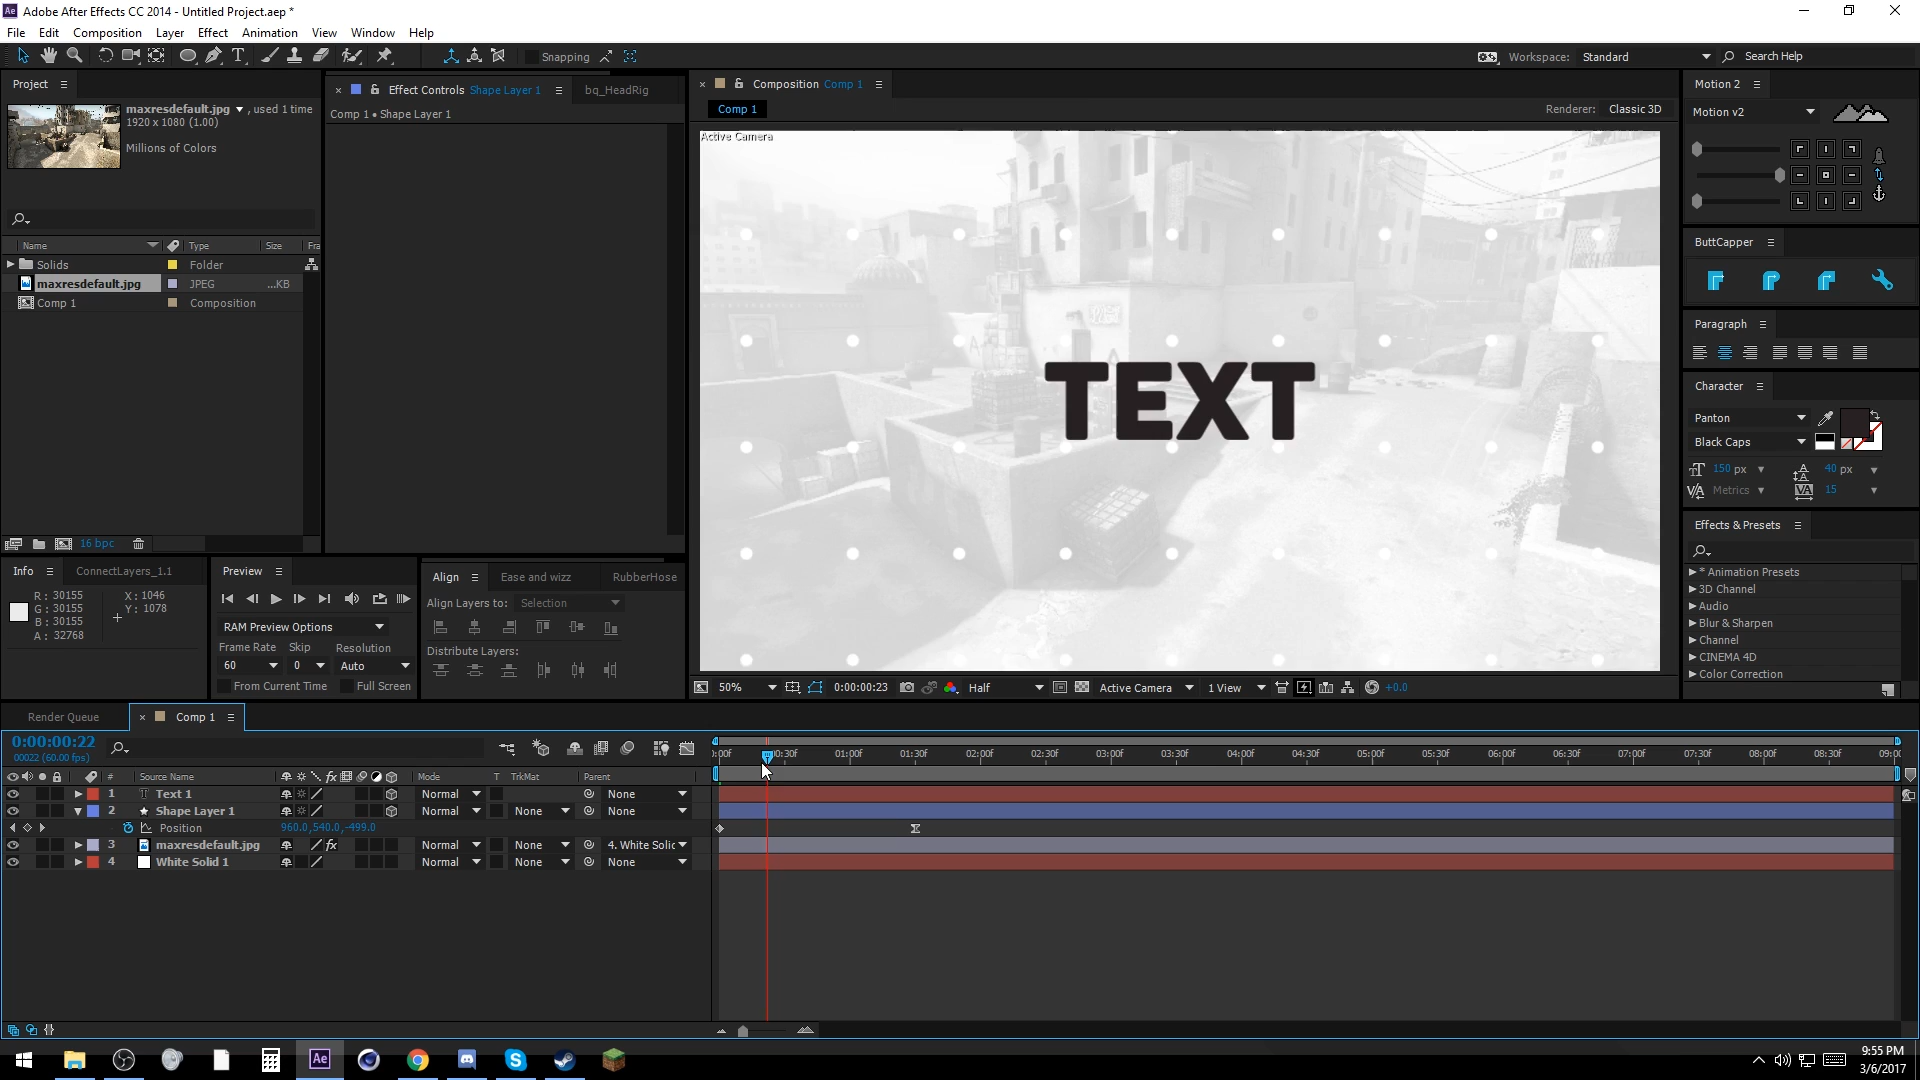 Adobe After Effects CC 2014 - Untitled Project.aep *
File Edit Composition Layer Effect Animation View Window Help
Snapping
Workspace: Standard
Search Help
Project
maxresdefault.jpg ▼ , used 1 time
1920 x 1080 (1.00)
Millions of Colors
Name Type Size Fra
Solids Folder
maxresdefault.jpg JPEG ...KB
Comp 1 Composition
16 bpc
Effect Controls Shape Layer 1
bq_HeadRig
Comp 1 • Shape Layer 1
Composition Comp 1
Comp 1
Renderer: Classic 3D
Active Camera
TEXT
50% 0:00:00:23 Half Active Camera 1 View +0.0
Motion 2
Motion v2
ButtCapper
Paragraph
Character
Panton
Black Caps
150 px 40 px
Metrics 15
Effects & Presets
* Animation Presets
3D Channel
Audio
Blur & Sharpen
Channel
CINEMA 4D
Color Correction
Info ConnectLayers_1.1
R: 30155
G: 30155
B: 30155
A: 32768
X: 1046
Y: 1078
Preview
RAM Preview Options
Frame Rate Skip Resolution
60 0 Auto
From Current Time Full Screen
Align Ease and wizz RubberHose
Align Layers to: Selection
Distribute Layers:
Render Queue Comp 1
0:00:00:22
00022 (60.00 fps)
:00f 00:30f 01:00f 01:30f 02:00f 02:30f 03:00f 03:30f 04:00f 04:30f 05:00f 05:30f 06:00f 06:30f 07:00f 07:30f 08:00f 08:30f 09:00
# Source Name Mode T TrkMat Parent
1 T Text 1 Normal None
2 Shape Layer 1 Normal None None
Position 960.0,540.0,-499.0
3 maxresdefault.jpg Normal None 4. White Solid
4 White Solid 1 Normal None None
9:55 PM
3/6/2017